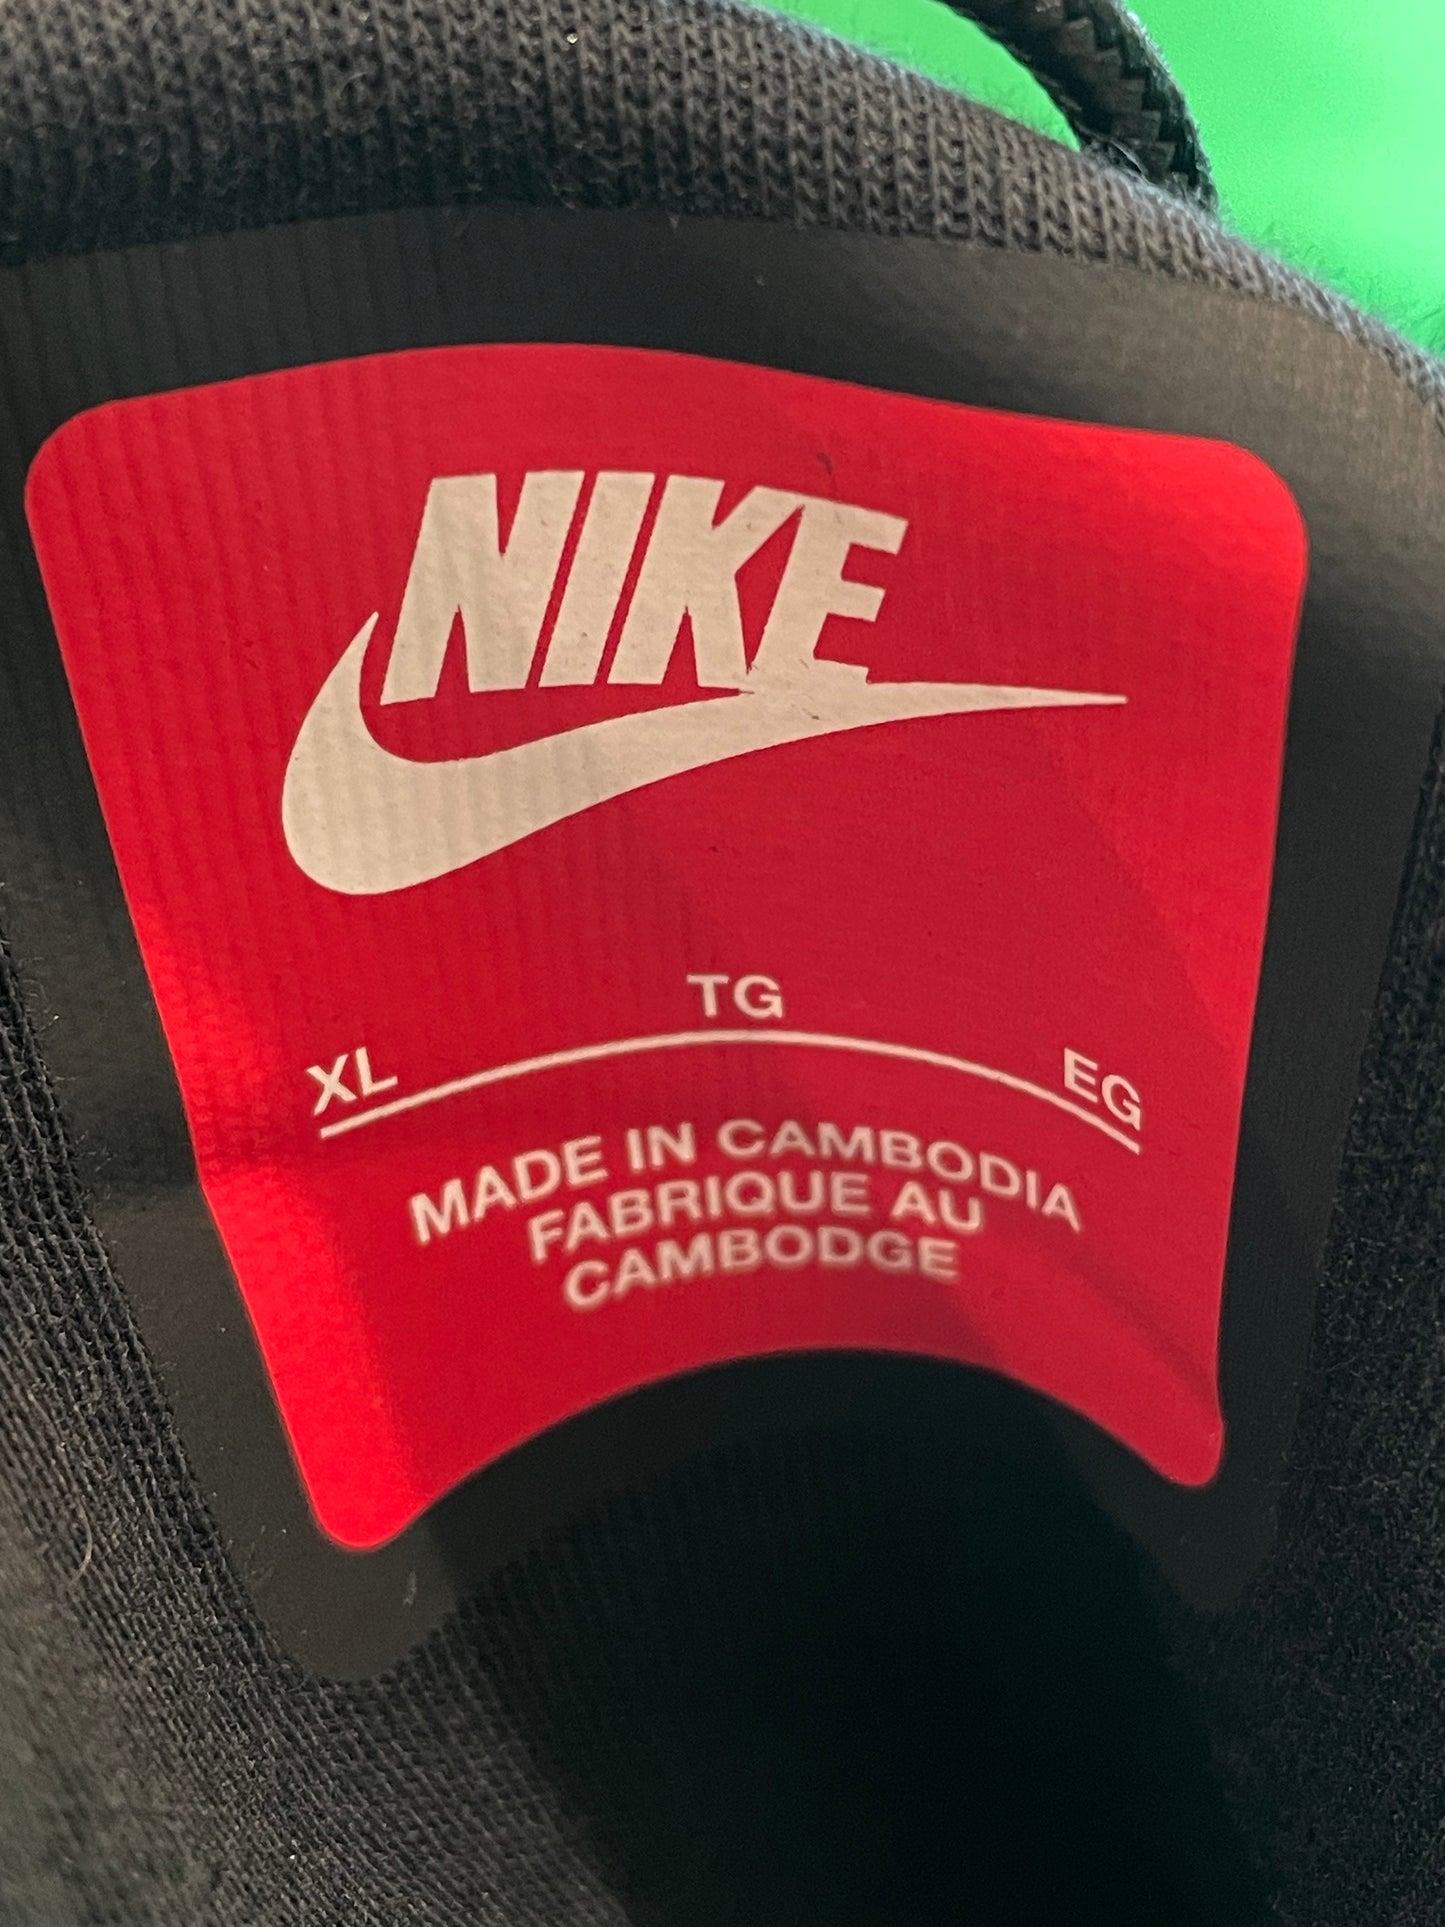 NIKE
XL TG EG
MADE IN CAMBODIA
FABRIQUE AU
CAMBODGE